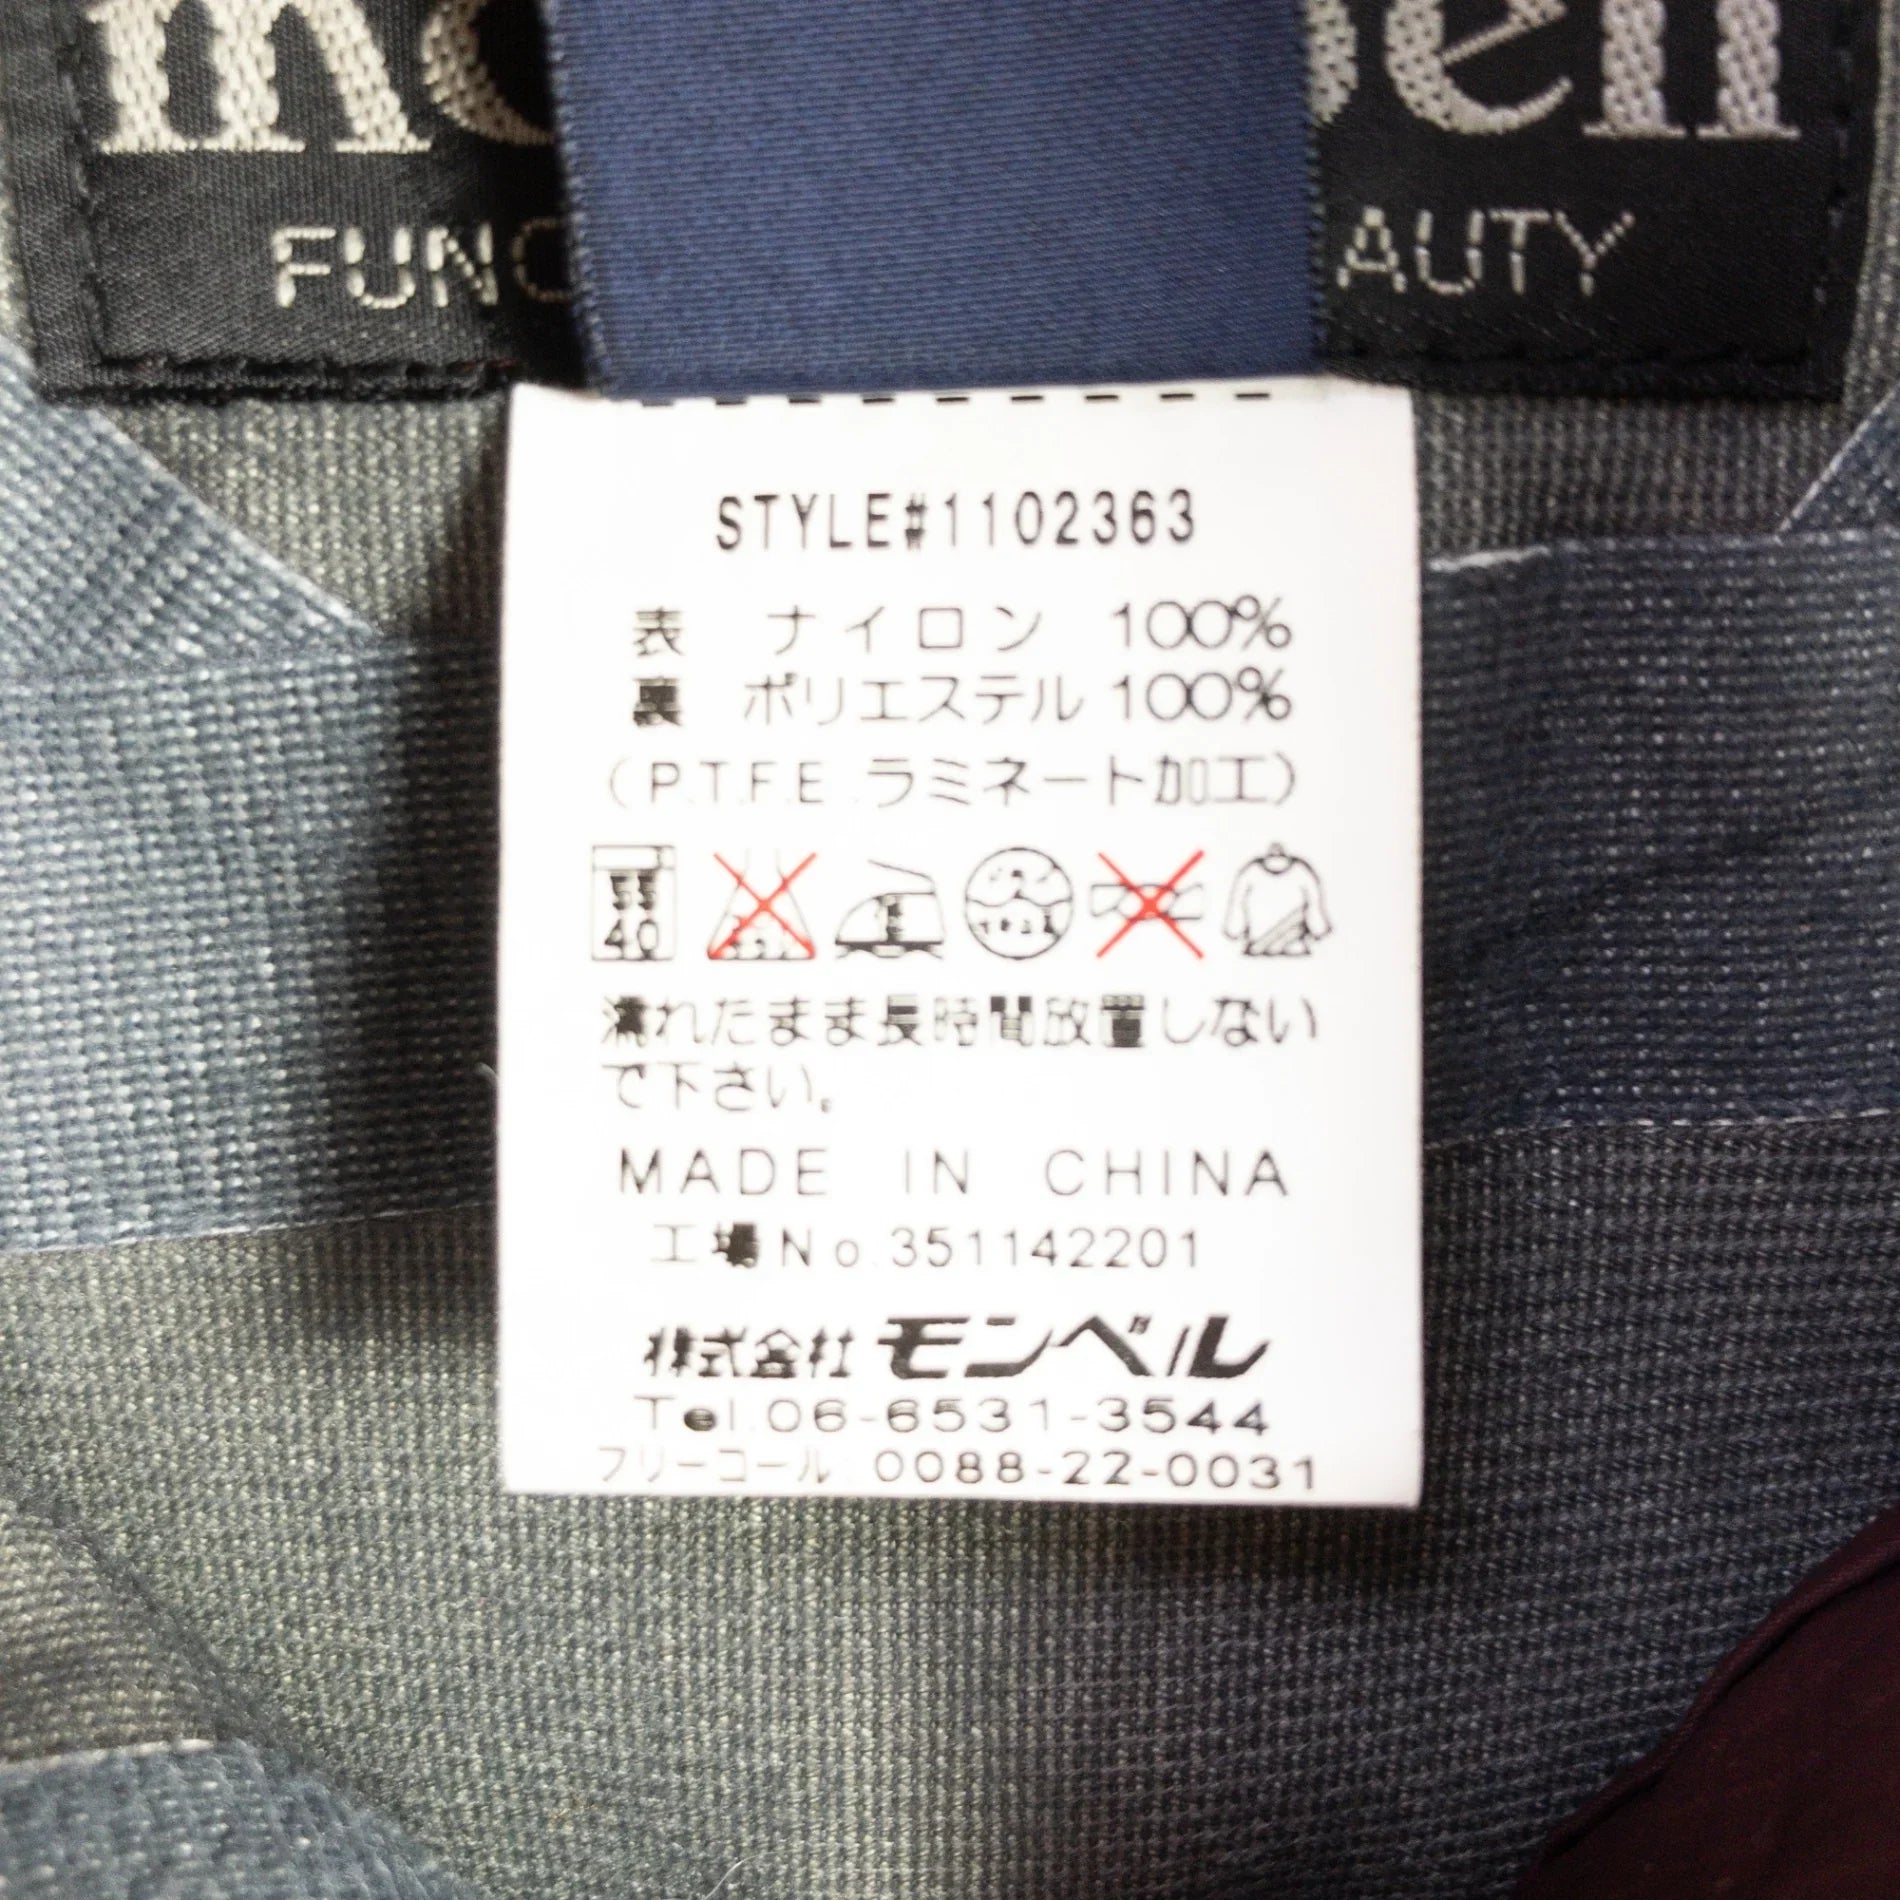 FUNC AUTY
STYLE#1102363
表 ナイロン 100%
裏 ポリエステル 100%
(P.T.F.E.ラミネート加工)
40
濡れたまま長時間放置しない
で下さい。
MADE IN CHINA
工場No.351142201
株式会社モンベル
Tel.06-6531-3544
フリーコール:0088-22-0031